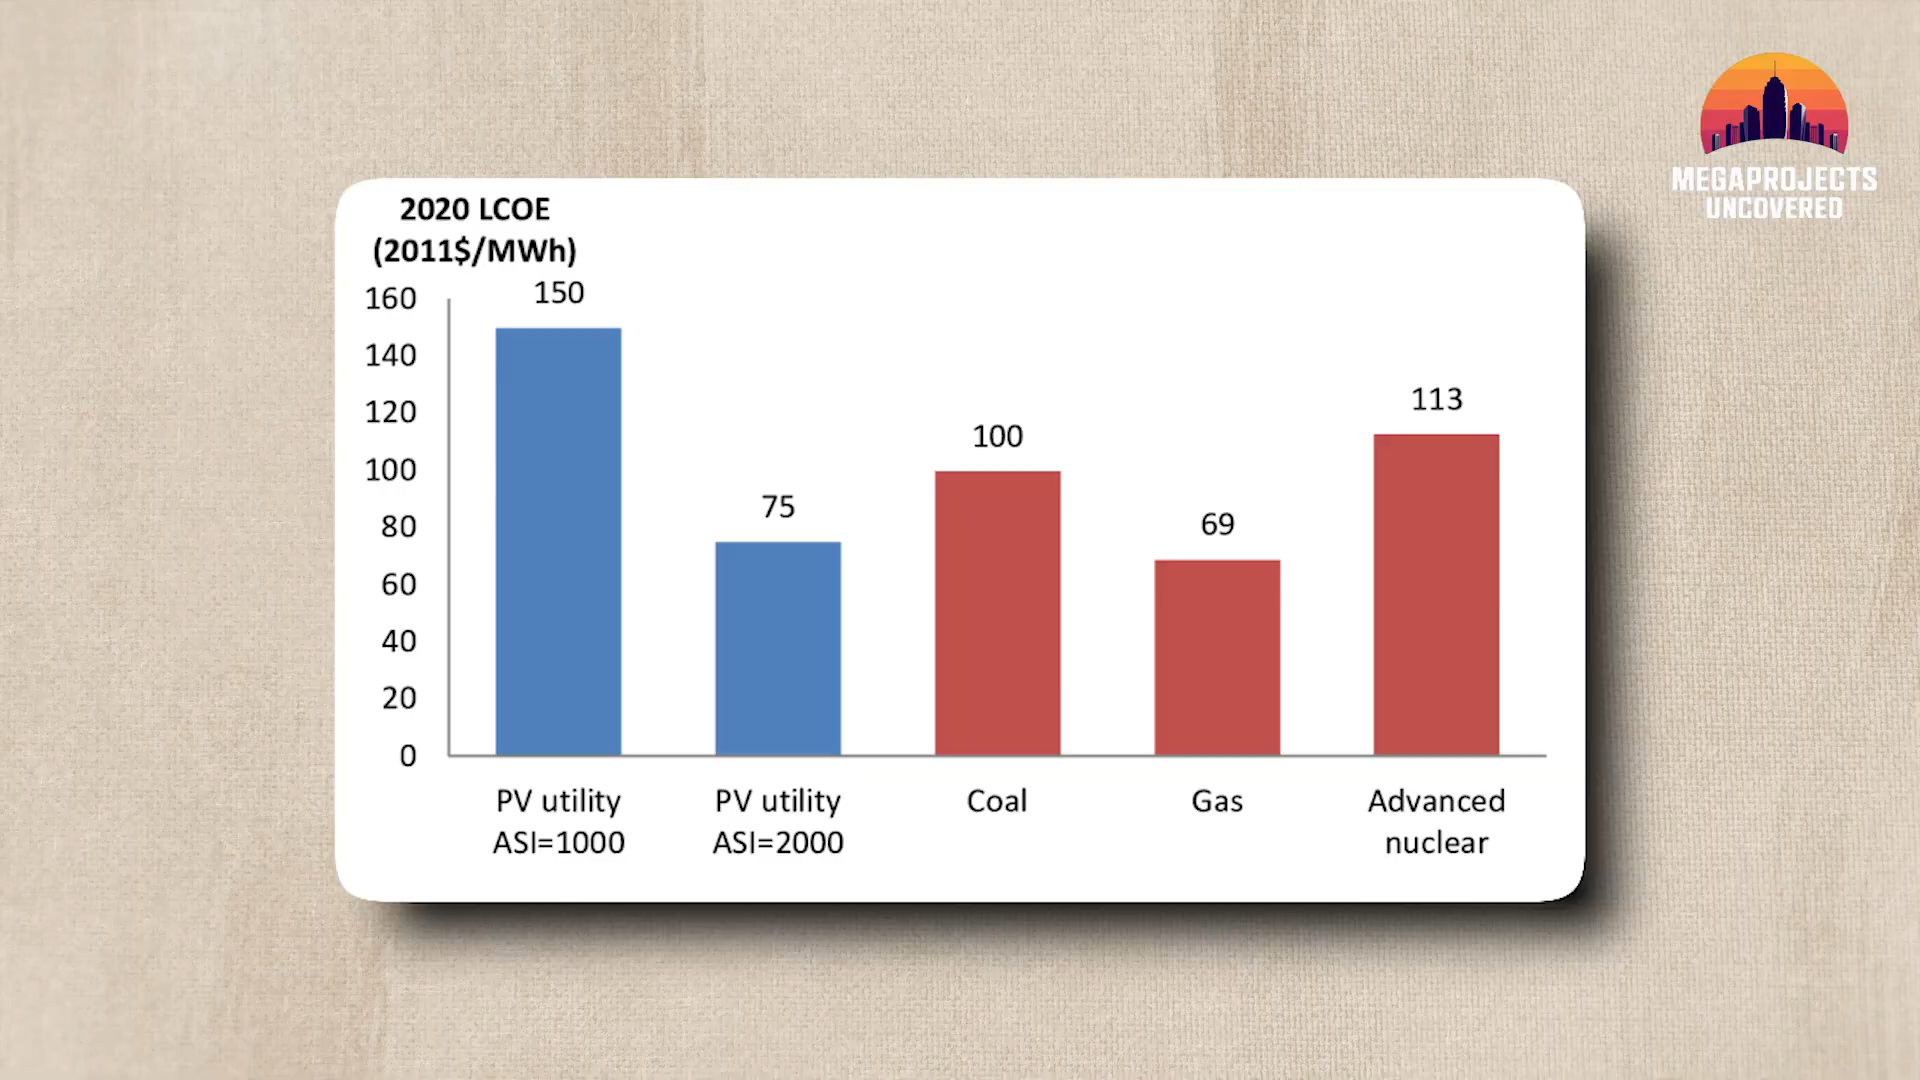 MEGAPROJECTS
UNCOVERED
2020 LCOE
(2011$/MWh)
160
140
120
100
80
60
40
20
0
150
75
100
69
113
PV utility
ASI=1000
PV utility
ASI=2000
Coal
Gas
Advanced
nuclear